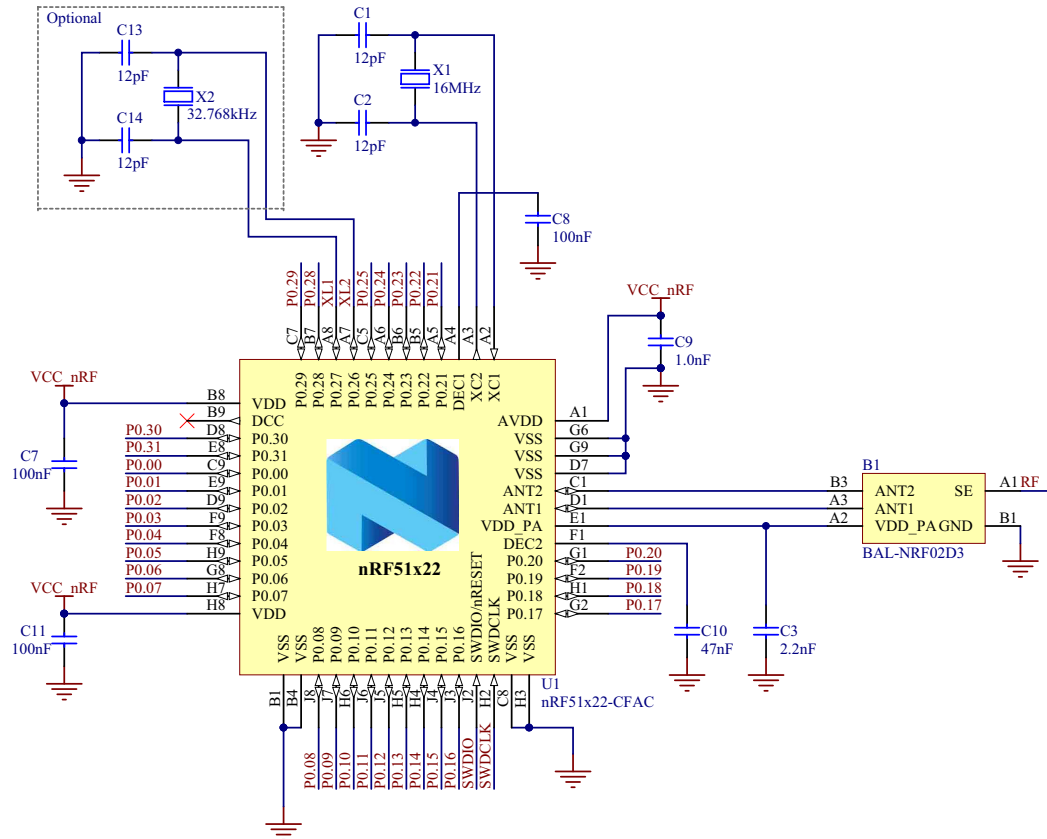 Optional
C13
12pF
X2
32.768kHz
C14
12pF
C1
12pF
X1
16MHz
C2
12pF
C8
100nF
P0.29
P0.28
XL1
XL2
P0.25
P0.24
P0.23
P0.22
P0.21
C7
B7
A8
A7
C5
A6
B6
B5
A5
A4
A3
A2
P0.29
P0.28
P0.27
P0.26
P0.25
P0.24
P0.23
P0.22
P0.21
DEC1
XC2
XC1
VCC_nRF
C9
1.0nF
VCC_nRF
C7
100nF
B8 VDD
B9 DCC
P0.30 D8 P0.30
P0.31 E8 P0.31
P0.00 C9 P0.00
P0.01 E9 P0.01
P0.02 D9 P0.02
P0.03 F9 P0.03
P0.04 F8 P0.04
P0.05 H9 P0.05
P0.06 G8 P0.06
P0.07 H7 P0.07
H8 VDD
VCC_nRF
C11
100nF
nRF51x22
AVDD A1
VSS G6
VSS G9
VSS D7
ANT2 C1
ANT1 D1
VDD_PA E1
DEC2 F1
P0.20 G1 P0.20
P0.19 F2 P0.19
P0.18 H1 P0.18
P0.17 G2 P0.17
B1
B3 ANT2 SE A1 RF
A3 ANT1
A2 VDD_PA GND B1
BAL-NRF02D3
C10
47nF
C3
2.2nF
VSS
VSS
P0.08
P0.09
P0.10
P0.11
P0.12
P0.13
P0.14
P0.15
P0.16
SWDIO/nRESET
SWDCLK
VSS
VSS
U1
nRF51x22-CFAC
B1
B4
J8
J7
H6
J6
J5
H5
H4
J4
J3
J2
H2
C8
H3
P0.08
P0.09
P0.10
P0.11
P0.12
P0.13
P0.14
P0.15
P0.16
SWDIO
SWDCLK